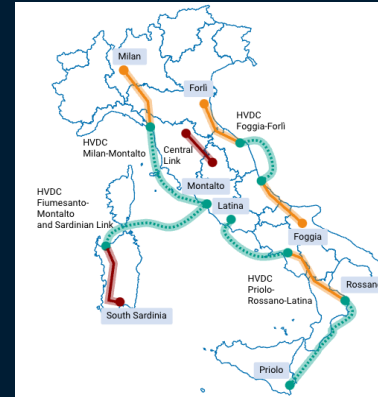 Milan
Forlì
HVDC
Foggia-Forlì
HVDC
Milan-Montalto
Central
Link
HVDC
Fiumesanto-
Montalto
and Sardinian Link
Montalto
Latina
Foggia
HVDC
Priolo-
Rossano-Latina
Rossano
South Sardinia
Priolo